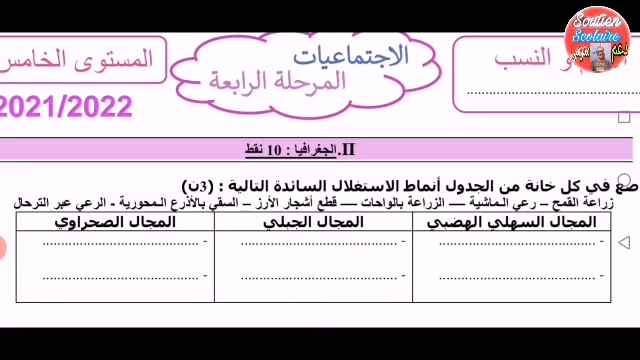 Soutien
Scolaire
و النسب
الاجتماعيات
المرحلة الرابعة
المستوى الخامس
2021/2022
II.الجغرافيا : 10 نقط
ضع في كل خانة من الجدول أنماط الاستغلال السائدة التالية : (3ن)
زراعة القمح – رعي الـماشية –– الزراعة بالواحات –– قطع أشجار الأرز – السقي بالأذرع الـمحورية - الرعي عبر الترحال
المجال السهلي الهضبي
المجال الجبلي
المجال الصحراوي
- ........................................
- ........................................
- ........................................
- ........................................
- ........................................
- ........................................